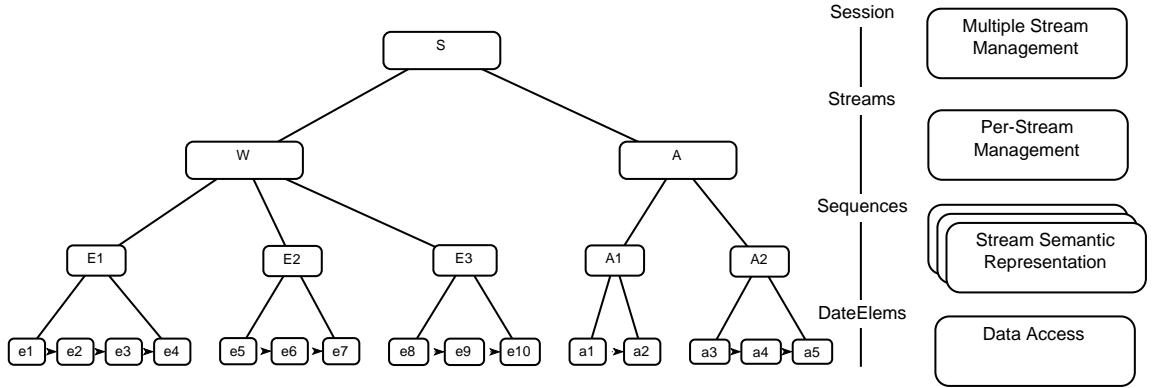 S
W
A
E1
E2
E3
A1
A2
e1 e2 e3 e4
e5 e6 e7
e8 e9 e10
a1 a2
a3 a4 a5
Session
Streams
Sequences
DateElems
Multiple Stream
Management
Per-Stream
Management
Stream Semantic
Representation
Data Access